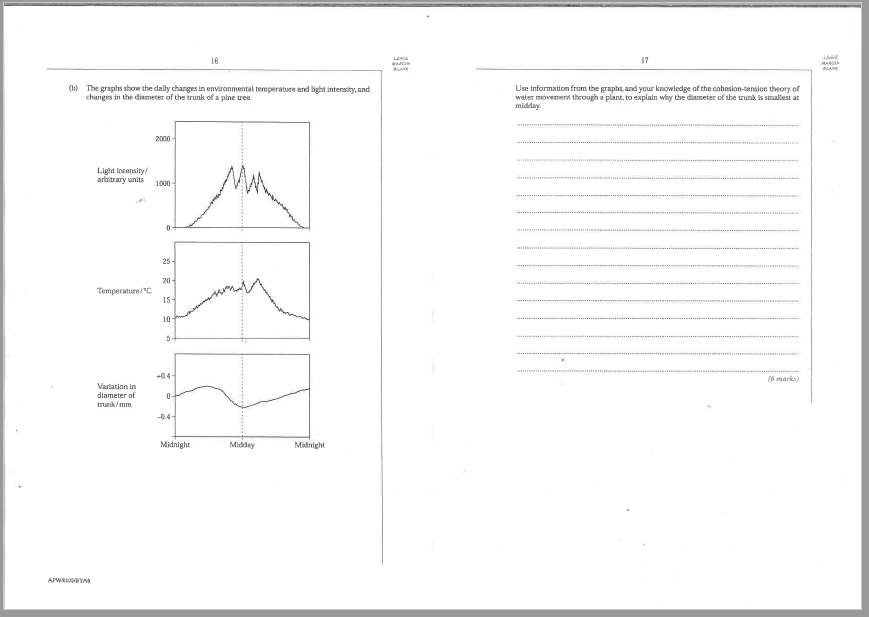 16
LEAVE
MARGIN
BLANK
(b) The graphs show the daily changes in environmental temperature and light intensity, and
changes in the diameter of the trunk of a pine tree.
2000
Light intensity/
arbitrary units
1000
0
25
20
Temperature/°C
15
10
5
+0.4
Variation in
diameter of
trunk/mm
0
−0.4
Midnight
Midday
Midnight
17
LEAVE
MARGIN
BLANK
Use information from the graphs, and your knowledge of the cohesion-tension theory of
water movement through a plant, to explain why the diameter of the trunk is smallest at
midday.
(6 marks)